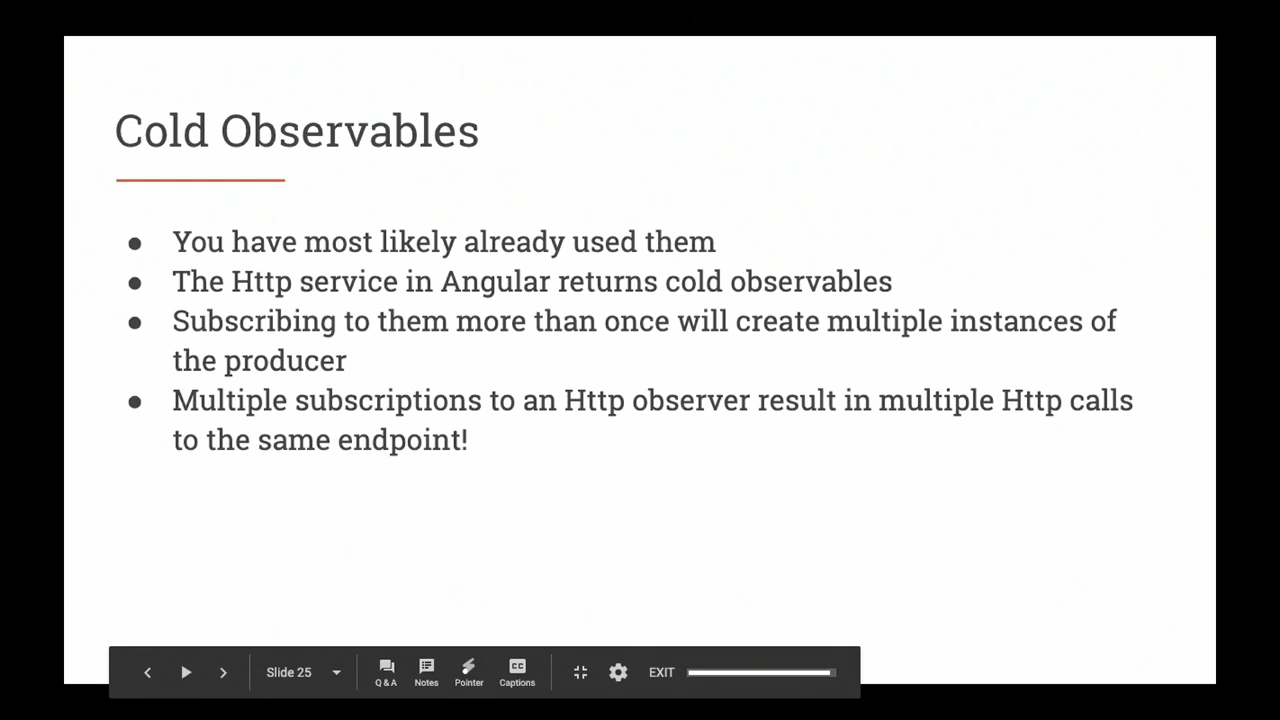 Cold Observables
● You have most likely already used them
● The Http service in Angular returns cold observables
● Subscribing to them more than once will create multiple instances of
the producer
● Multiple subscriptions to an Http observer result in multiple Http calls
to the same endpoint!
Slide 25
Q & A
Notes
Pointer
CC
Captions
EXIT